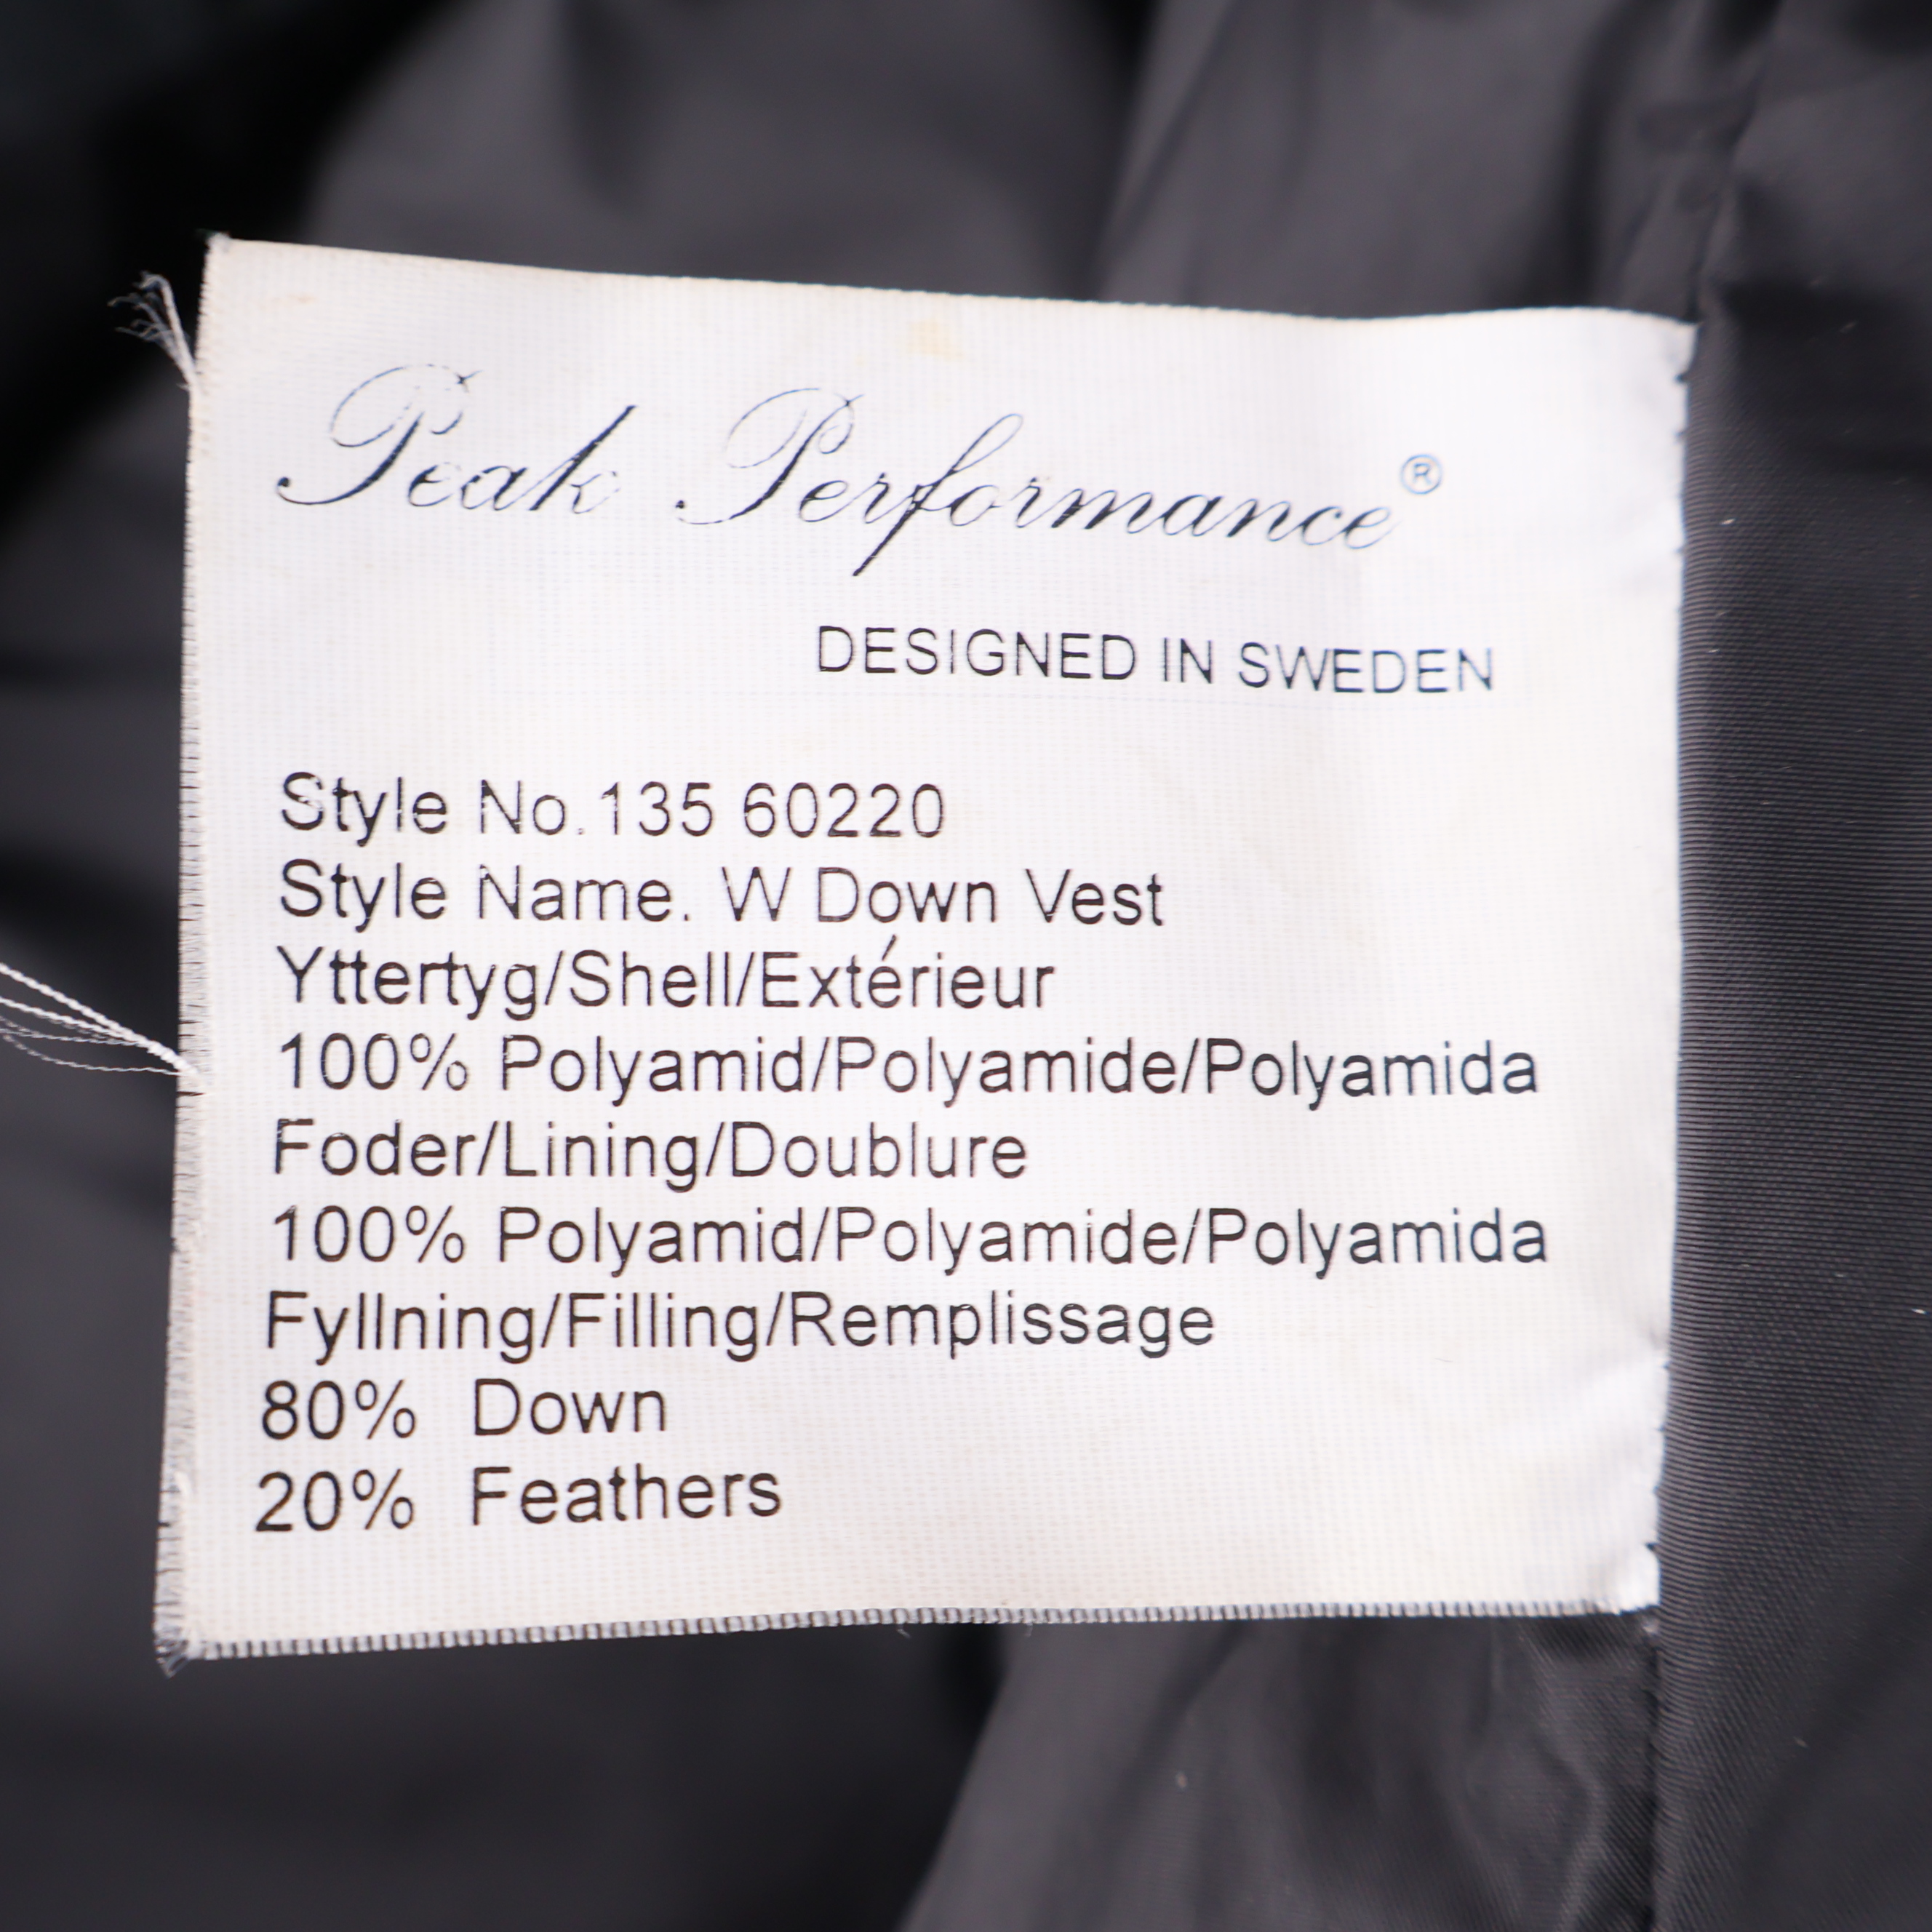 Peak Performance®
DESIGNED IN SWEDEN
Style No.135 60220
Style Name. W Down Vest
Yttertyg/Shell/Extérieur
100% Polyamid/Polyamide/Polyamida
Foder/Lining/Doublure
100% Polyamid/Polyamide/Polyamida
Fyllning/Filling/Remplissage
80% Down
20% Feathers